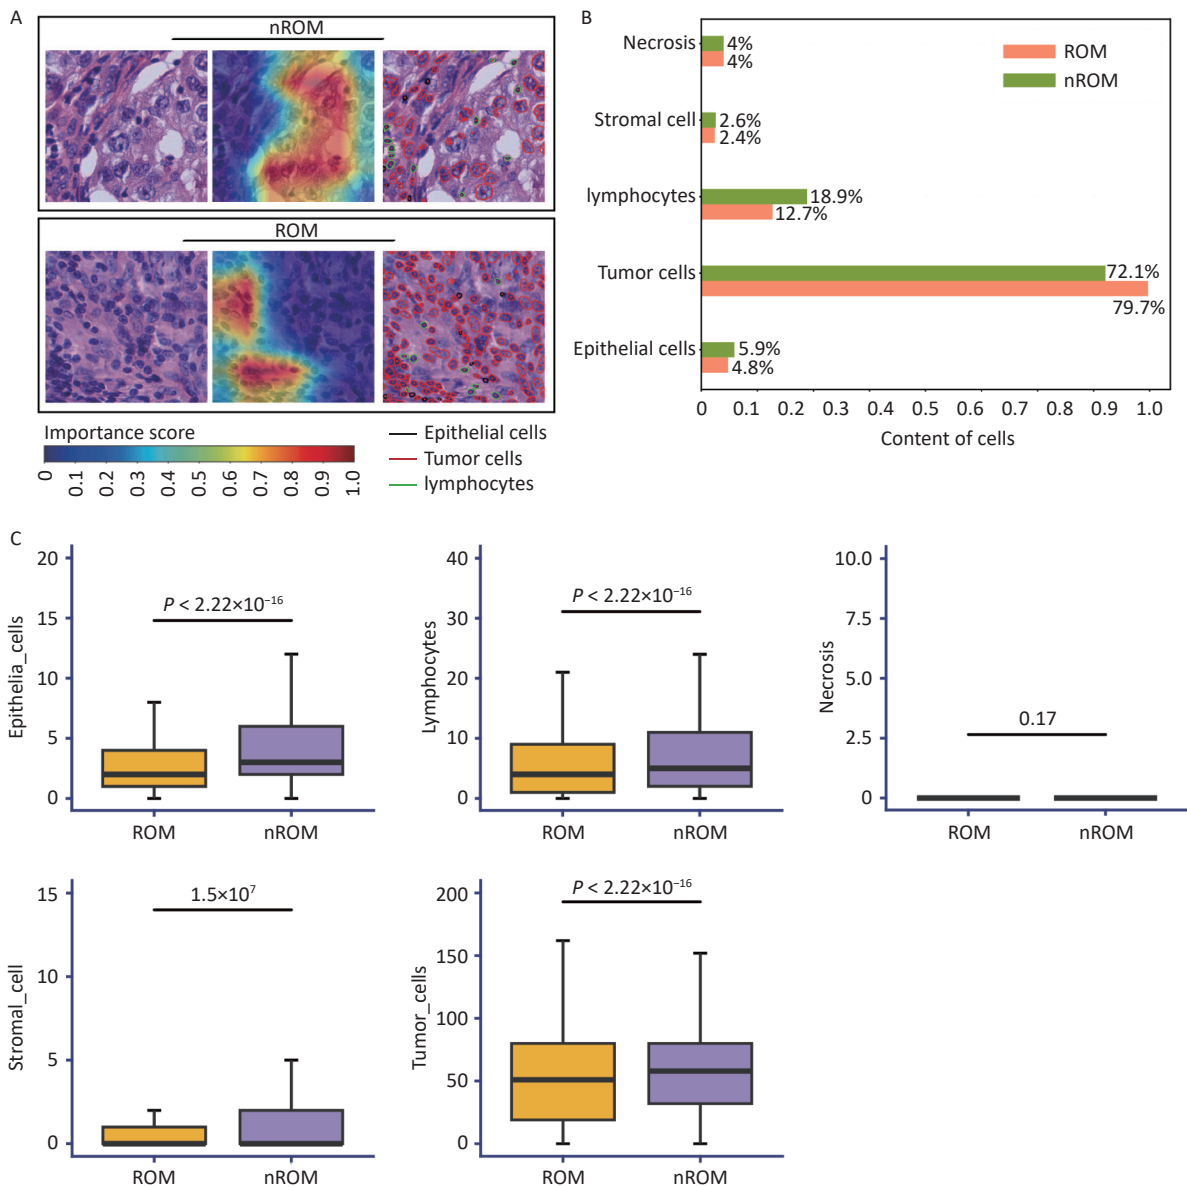 A
nROM
ROM
Importance score
0 0.1 0.2 0.3 0.4 0.5 0.6 0.7 0.8 0.9 1.0
Epithelial cells
Tumor cells
lymphocytes
B
Necrosis
4%
4%
ROM
nROM
Stromal cell
2.6%
2.4%
lymphocytes
18.9%
12.7%
Tumor cells
72.1%
79.7%
Epithelial cells
5.9%
4.8%
0 0.1 0.2 0.3 0.4 0.5 0.6 0.7 0.8 0.9 1.0
Content of cells
C
Epithelia_cells
20
15
10
5
0
P < 2.22×10⁻¹⁶
ROM nROM
Lymphocytes
40
30
20
10
0
P < 2.22×10⁻¹⁶
ROM nROM
Necrosis
10.0
7.5
5.0
2.5
0
0.17
ROM nROM
Stromal_cell
15
10
5
0
1.5×10⁷
ROM nROM
Tumor_cells
200
150
100
50
0
P < 2.22×10⁻¹⁶
ROM nROM